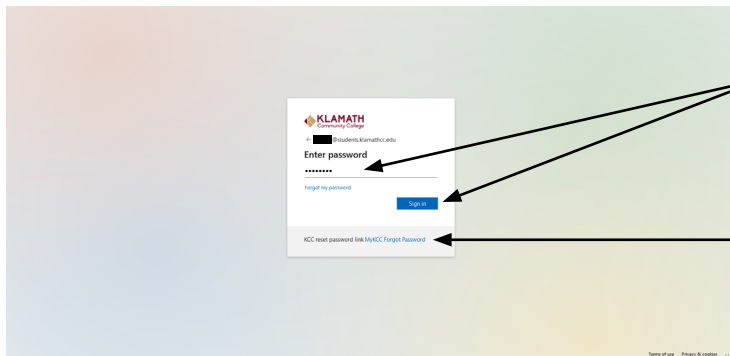 KLAMATH
Community College
@students.klamathcc.edu
Enter password
Forgot my password
Sign in
KCC reset password link MyKCC Forgot Password
Terms of use Privacy & cookies